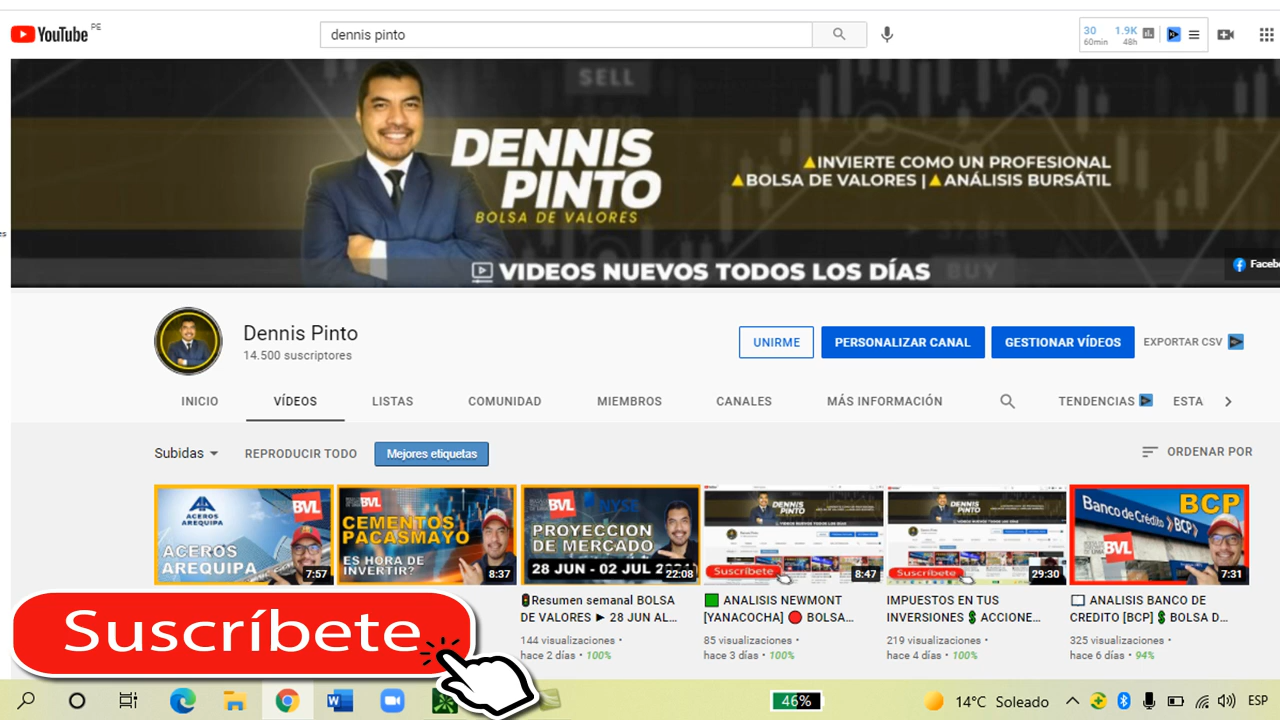 YouTube PE
dennis pinto
30 1.9K
60min 48h
SELL
DENNIS
PINTO
BOLSA DE VALORES
INVIERTE COMO UN PROFESIONAL
BOLSA DE VALORES | ANÁLISIS BURSÁTIL
VIDEOS NUEVOS TODOS LOS DÍAS
BUY
Faceb
es
Dennis Pinto
14.500 suscriptores
UNIRME
PERSONALIZAR CANAL
GESTIONAR VÍDEOS
EXPORTAR CSV
INICIO VÍDEOS LISTAS COMUNIDAD MIEMBROS CANALES MÁS INFORMACIÓN TENDENCIAS ESTA
Subidas REPRODUCIR TODO Mejores etiquetas ORDENAR POR
ACEROS
AREQUIPA
BVL
ACEROS
AREQUIPA
7:57
BVL
CEMENTOS
PACASMAYO
ES HORA DE
INVERTIR?
8:37
BVL NYSE
PROYECCION
DE MERCADO
28 JUN - 02 JUL
22:08
DENNIS
PINTO
Suscríbete
8:47
DENNIS
PINTO
Suscríbete
29:30
Banco de Crédito BCP
BCP
BVL
7:31
Resumen semanal BOLSA
DE VALORES ► 28 JUN AL...
144 visualizaciones •
hace 2 días • 100%
ANALISIS NEWMONT
[YANACOCHA] BOLSA...
85 visualizaciones •
hace 3 días • 100%
IMPUESTOS EN TUS
INVERSIONES $ ACCIONE...
219 visualizaciones •
hace 4 días • 100%
ANALISIS BANCO DE
CREDITO [BCP] $ BOLSA D...
325 visualizaciones •
hace 6 días • 94%
Suscríbete
46%
14°C Soleado
ESP